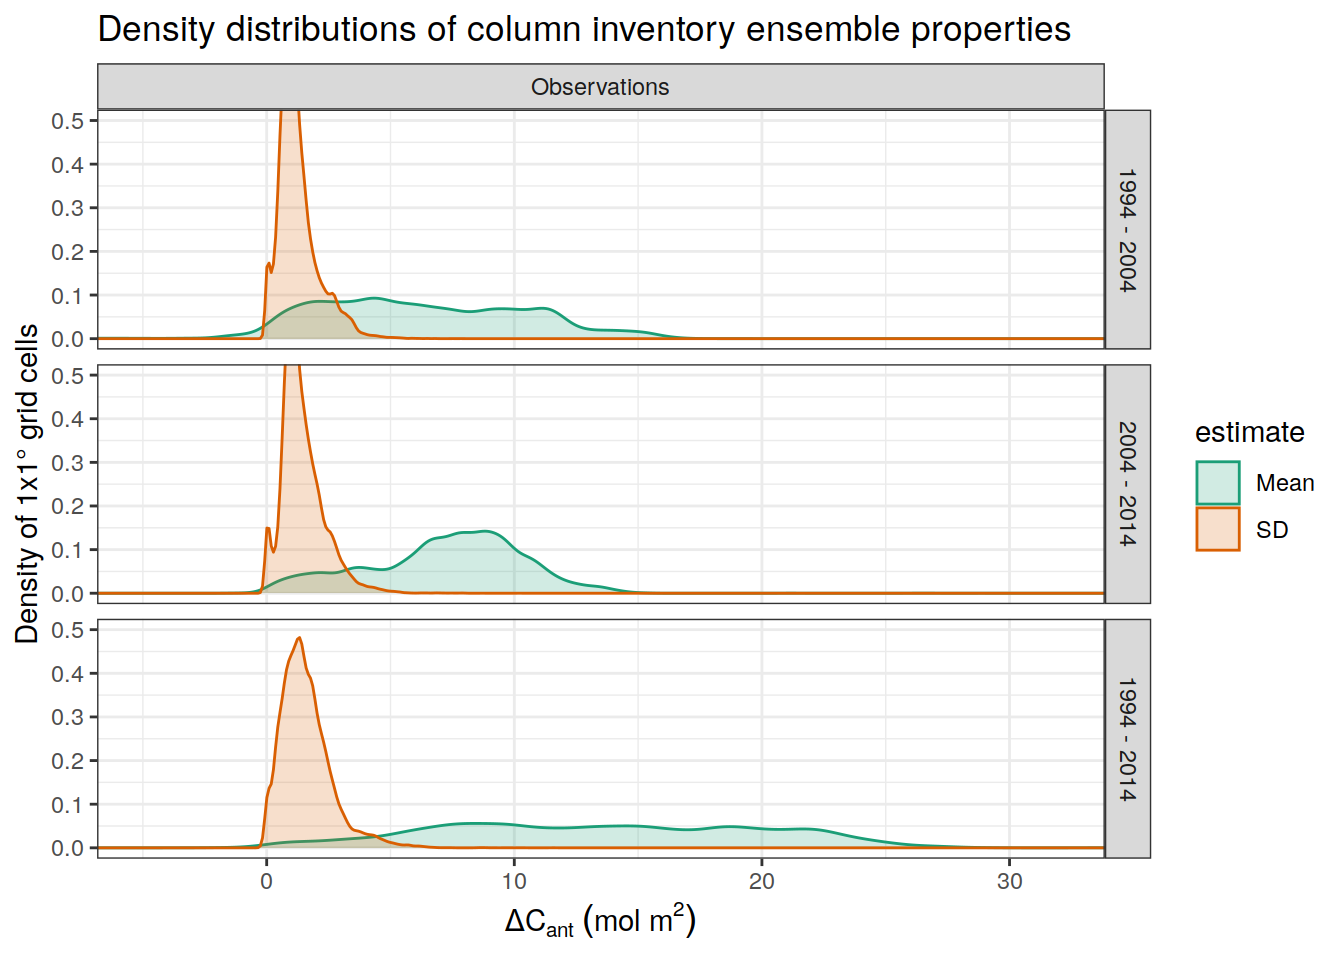 Density distributions of column inventory ensemble properties
Observations
0.5
0.4
0.3
0.2
0.1
0.0
1994 - 2004
0.5
0.4
0.3
0.2
0.1
0.0
2004 - 2014
0.5
0.4
0.3
0.2
0.1
0.0
1994 - 2014
Density of 1x1° grid cells
0 10 20 30
ΔCant (mol m²)
estimate
Mean
SD